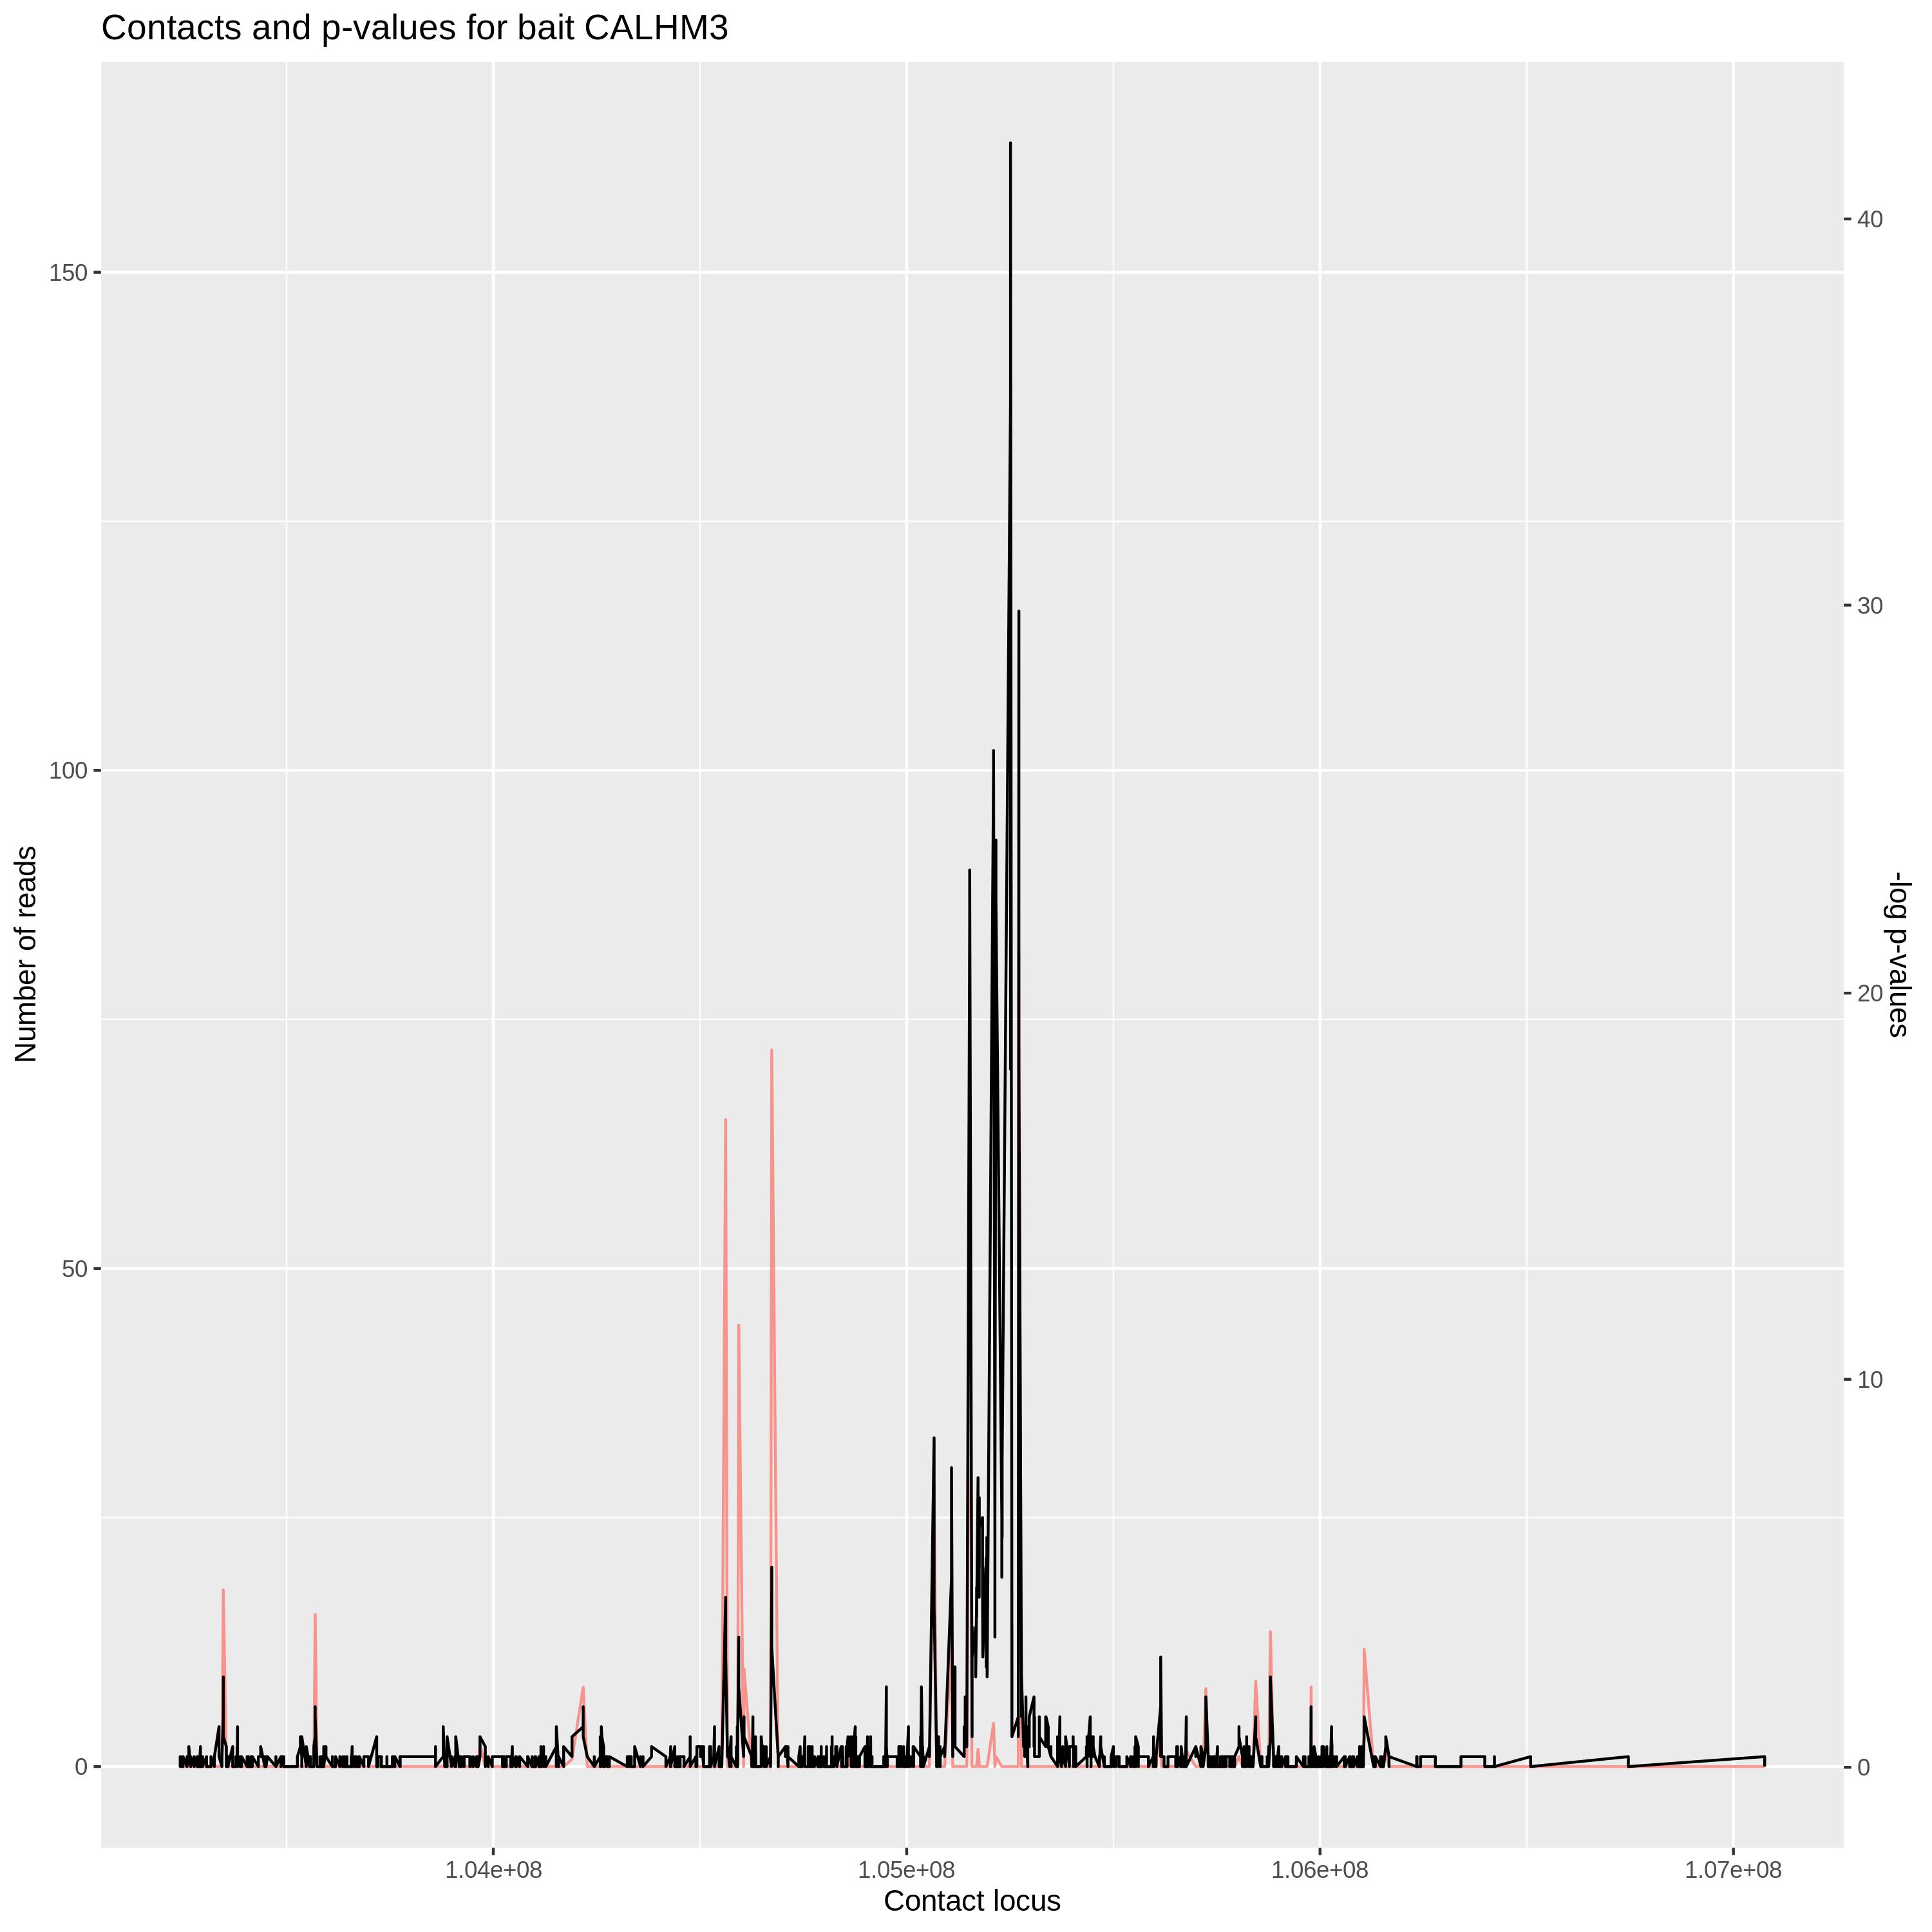 Contacts and p-values for bait CALHM3
150
100
50
0
Number of reads
40
30
20
10
0
-log p-values
1.04e+08
1.05e+08
1.06e+08
1.07e+08
Contact locus